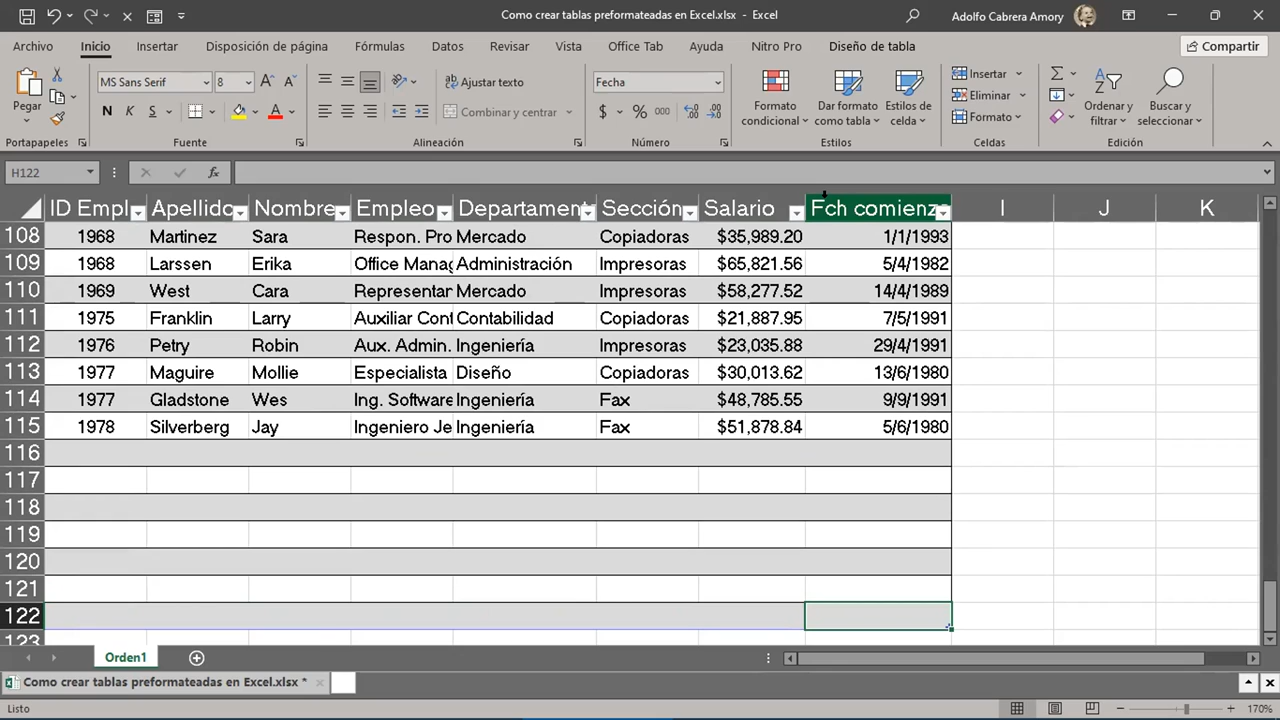 Como crear tablas preformateadas en Excel.xlsx - Excel
Adolfo Cabrera Amory
Archivo Inicio Insertar Disposición de página Fórmulas Datos Revisar Vista Office Tab Ayuda Nitro Pro Diseño de tabla Compartir
Pegar
MS Sans Serif 8
N K S
Ajustar texto
Combinar y centrar
Fecha
$ % 000
Formato condicional
Dar formato como tabla
Estilos de celda
Insertar
Eliminar
Formato
Ordenar y filtrar
Buscar y seleccionar
Portapapeles Fuente Alineación Número Estilos Celdas Edición
H122 fx
ID Empl Apellido Nombre Empleo Departament Sección Salario Fch comienz I J K
108 1968 Martinez Sara Respon. Pro Mercado Copiadoras $35,989.20 1/1/1993
109 1968 Larssen Erika Office Manag Administración Impresoras $65,821.56 5/4/1982
110 1969 West Cara Representar Mercado Impresoras $58,277.52 14/4/1989
111 1975 Franklin Larry Auxiliar Cont Contabilidad Copiadoras $21,887.95 7/5/1991
112 1976 Petry Robin Aux. Admin. Ingeniería Impresoras $23,035.88 29/4/1991
113 1977 Maguire Mollie Especialista Diseño Copiadoras $30,013.62 13/6/1980
114 1977 Gladstone Wes Ing. Software Ingeniería Fax $48,785.55 9/9/1991
115 1978 Silverberg Jay Ingeniero Je Ingeniería Fax $51,878.84 5/6/1980
116
117
118
119
120
121
122
123
Orden1
Como crear tablas preformateadas en Excel.xlsx *
Listo
170%